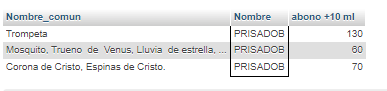 Nombre_comun Nombre abono +10 ml
Trompeta PRISADOB 130
Mosquito, Trueno de Venus, Lluvia de estrella, ... PRISADOB 60
Corona de Cristo, Espinas de Cristo. PRISADOB 70